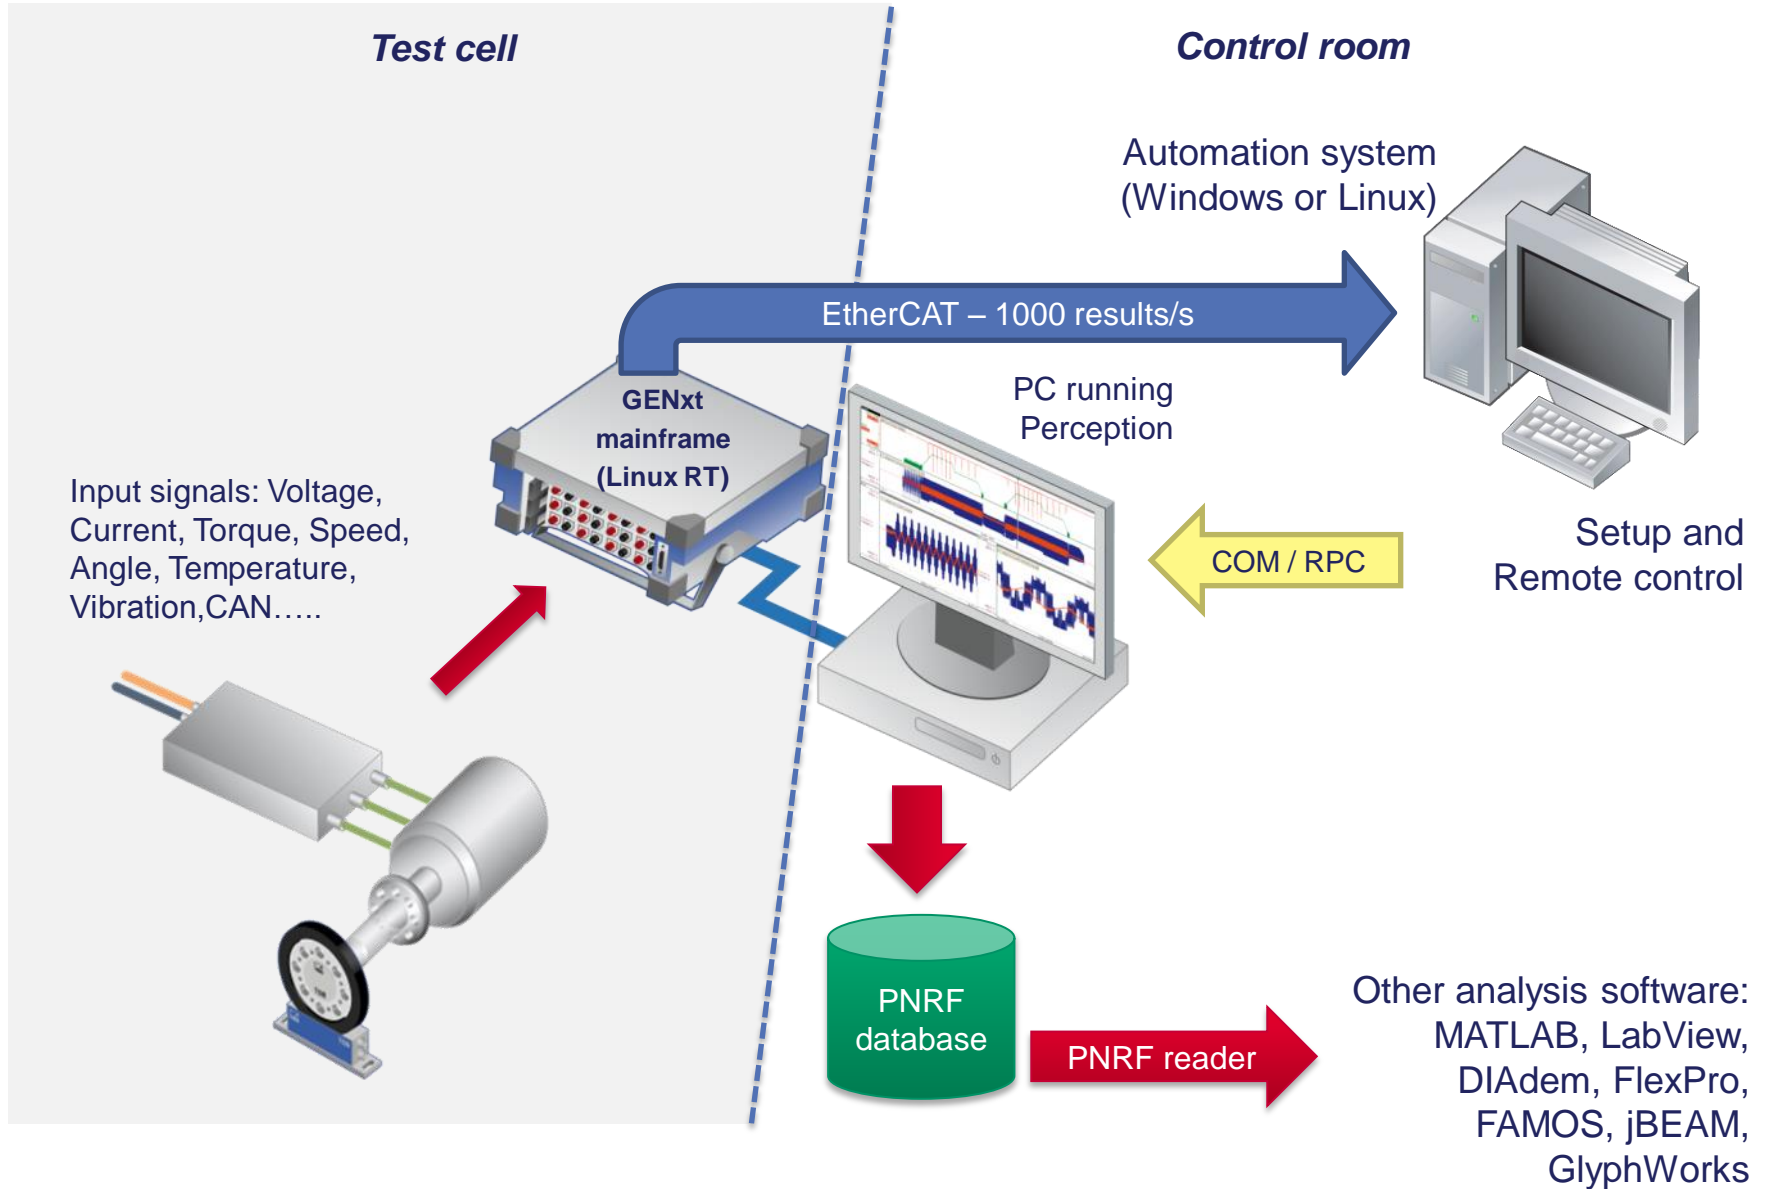 Test cell
Control room
Automation system
(Windows or Linux)
EtherCAT – 1000 results/s
GENxt
mainframe
(Linux RT)
PC running
Perception
Input signals: Voltage,
Current, Torque, Speed,
Angle, Temperature,
Vibration,CAN…..
COM / RPC
Setup and
Remote control
PNRF
database
PNRF reader
Other analysis software:
MATLAB, LabView,
DIAdem, FlexPro,
FAMOS, jBEAM,
GlyphWorks